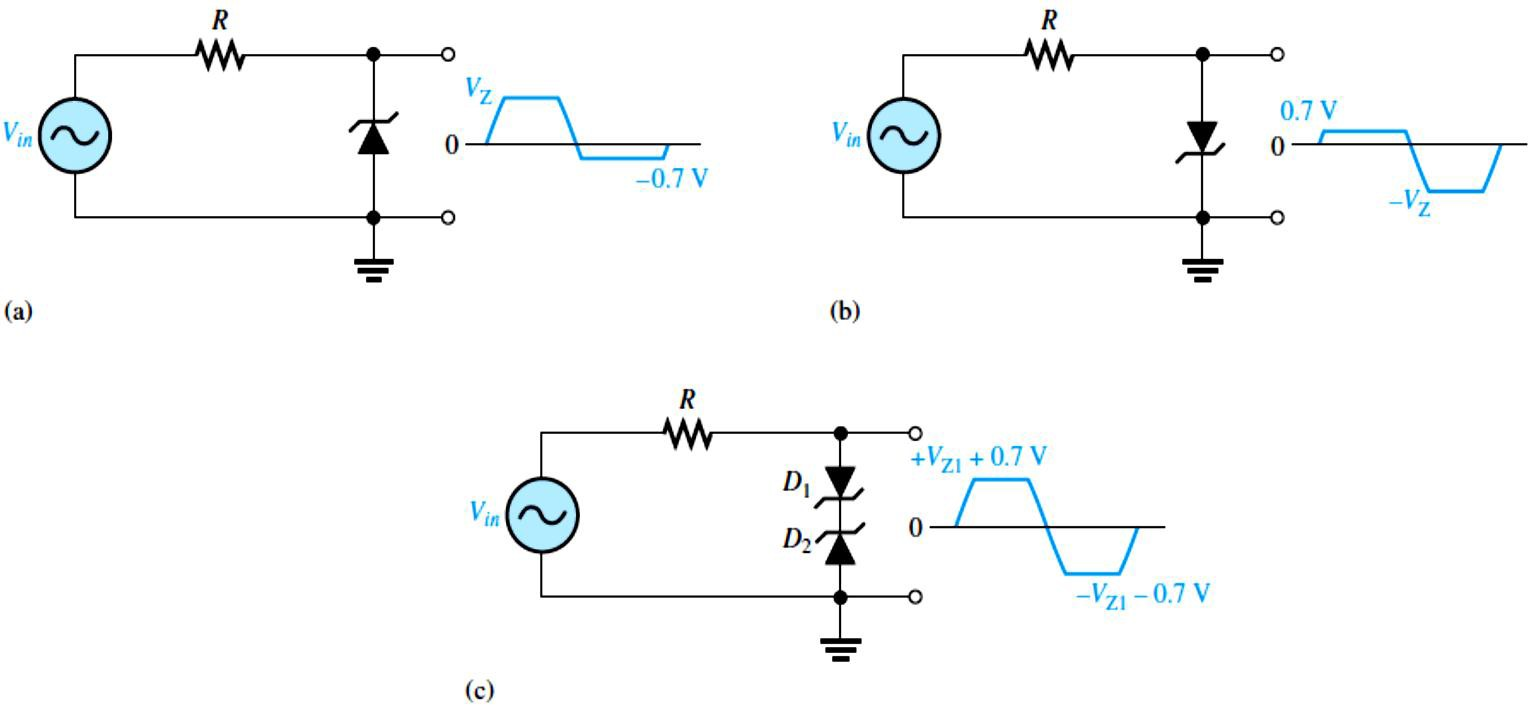 R
V_in
V_Z
0
–0.7 V
(a)
R
V_in
0.7 V
0
–V_Z
(b)
R
V_in
D_1
D_2
+V_Z1 + 0.7 V
0
–V_Z1 – 0.7 V
(c)